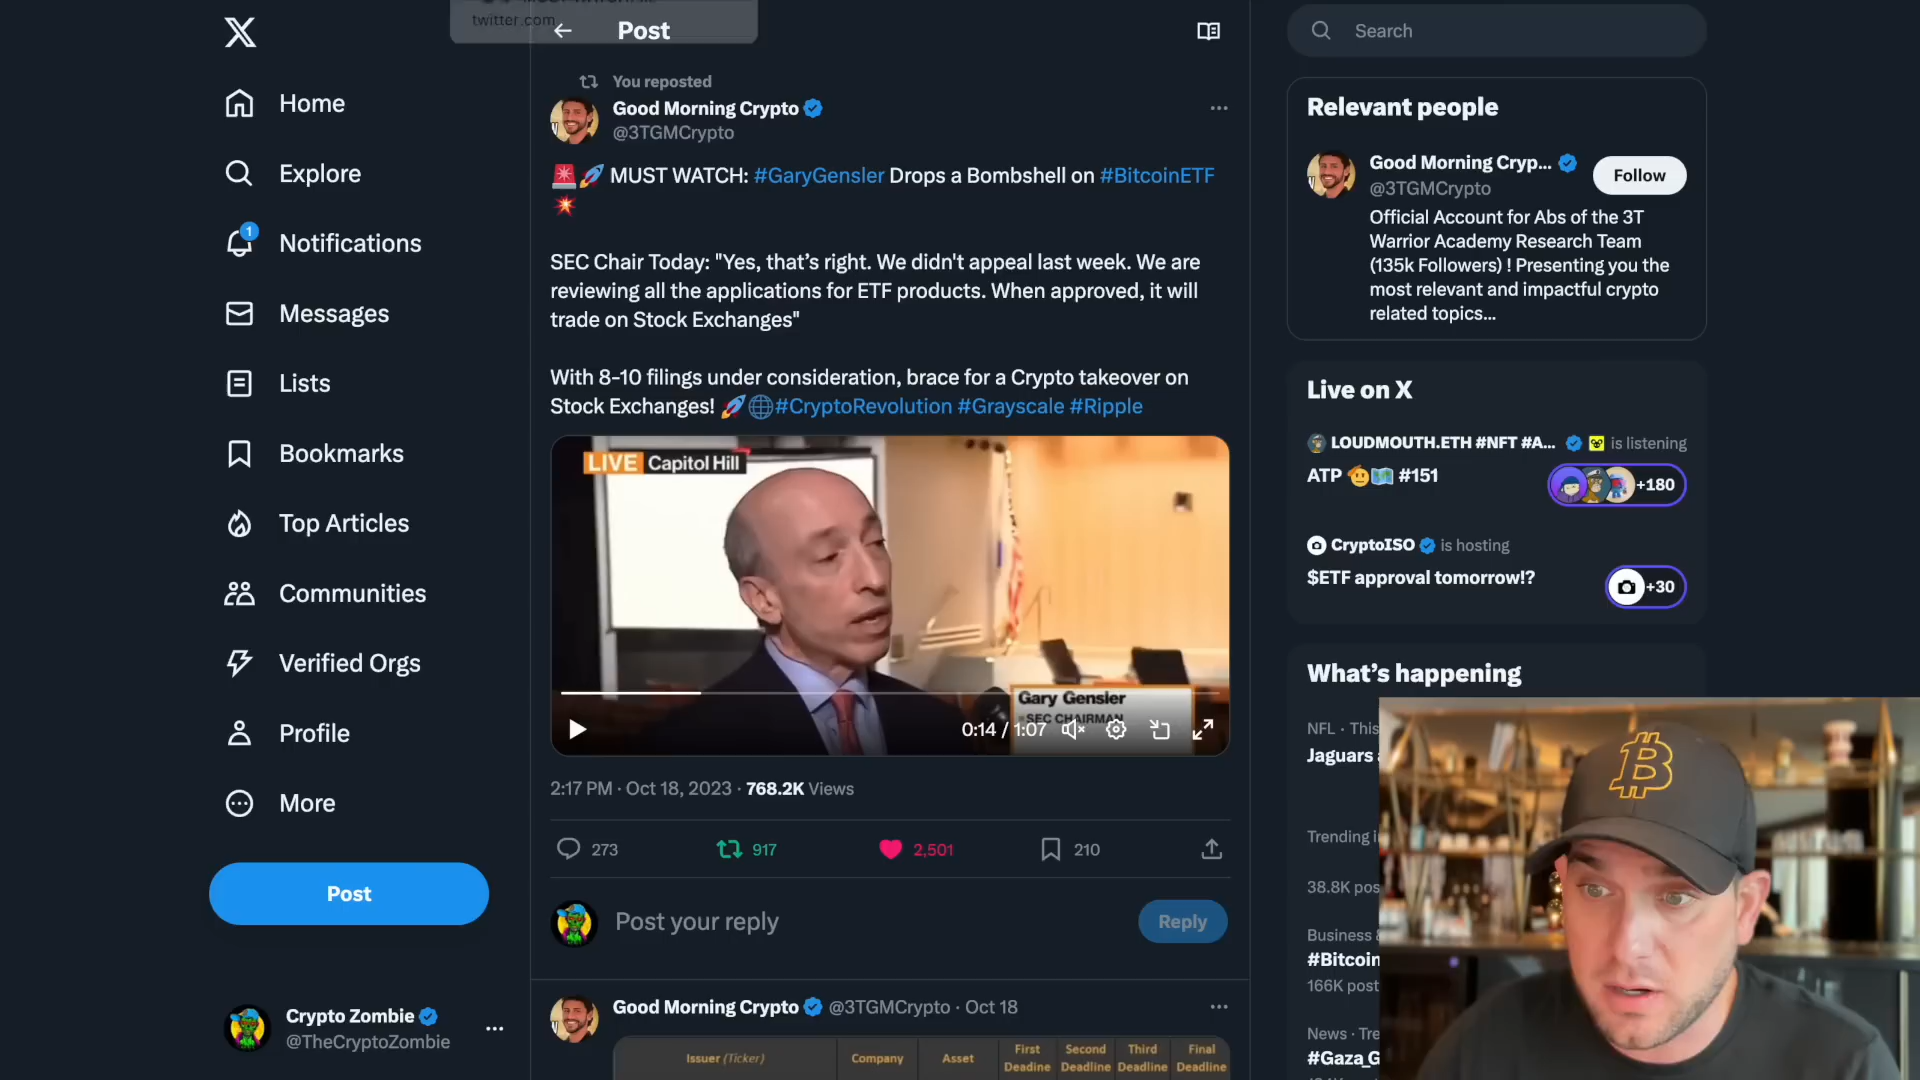 twitter.com
Post
Search
Home
Explore
1
Notifications
Messages
Lists
Bookmarks
Top Articles
Communities
Verified Orgs
Profile
More
Post
Crypto Zombie
@TheCryptoZombie
You reposted
Good Morning Crypto
@3TGMCrypto
MUST WATCH: #GaryGensler Drops a Bombshell on #BitcoinETF
SEC Chair Today: "Yes, that’s right. We didn't appeal last week. We are
reviewing all the applications for ETF products. When approved, it will
trade on Stock Exchanges"
With 8-10 filings under consideration, brace for a Crypto takeover on
Stock Exchanges! #CryptoRevolution #Grayscale #Ripple
LIVE Capitol Hill
Gary Gensler
SEC CHAIRMAN
0:14 / 1:07
2:17 PM · Oct 18, 2023 · 768.2K Views
273
917
2,501
210
Post your reply
Reply
Good Morning Crypto @3TGMCrypto · Oct 18
Issuer (Ticker) Company Asset First Deadine Second Deadline Third Deadline Final Deadline
Relevant people
Good Morning Cryp...
@3TGMCrypto
Follow
Official Account for Abs of the 3T
Warrior Academy Research Team
(135k Followers) ! Presenting you the
most relevant and impactful crypto
related topics...
Live on X
LOUDMOUTH.ETH #NFT #A... is listening
ATP #151
+180
CryptoISO is hosting
$ETF approval tomorrow!?
+30
What’s happening
NFL · This
Jaguars
Trending
38.8K pos
Business
#Bitcoin
166K post
News · Tre
#Gaza_G